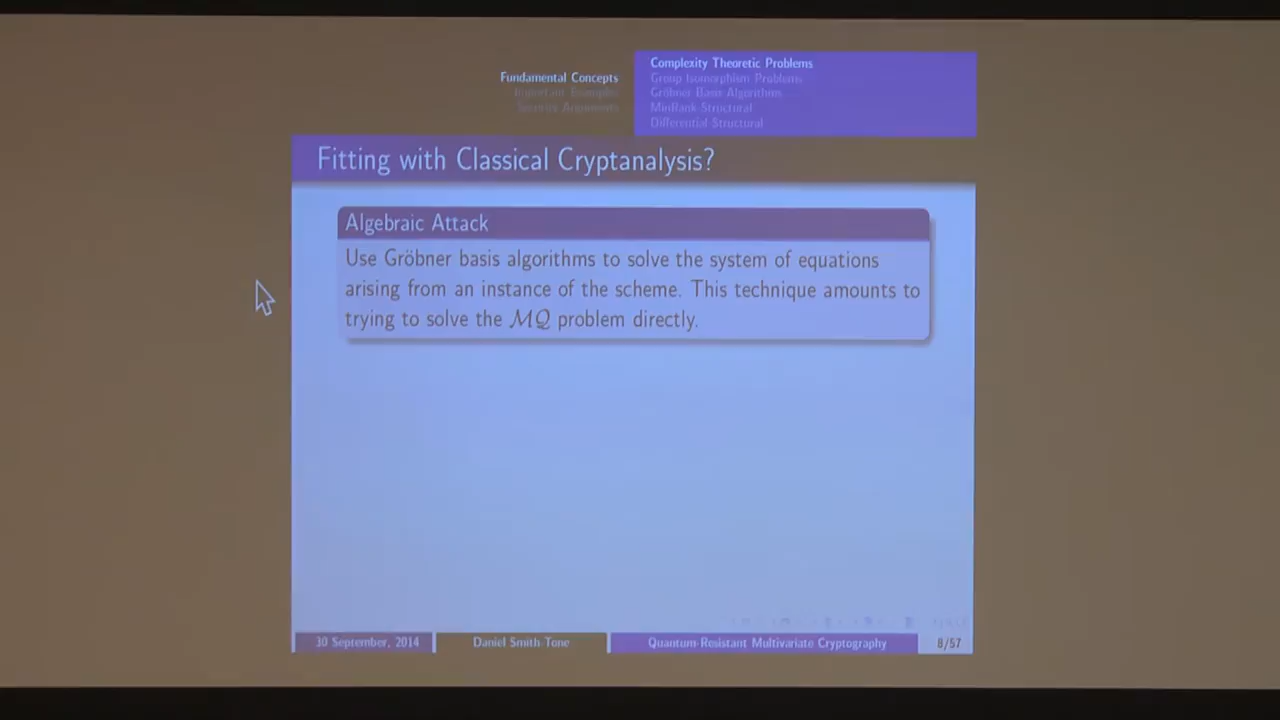 Fundamental Concepts
Important Examples
Security Arguments
Complexity Theoretic Problems
Group Isomorphism Problems
Gröbner Basis Algorithms
MinRank Structural
Differential Structural
Fitting with Classical Cryptanalysis?
Algebraic Attack
Use Gröbner basis algorithms to solve the system of equations
arising from an instance of the scheme. This technique amounts to
trying to solve the MQ problem directly.
30 September, 2014
Daniel Smith-Tone
Quantum-Resistant Multivariate Cryptography
8/57